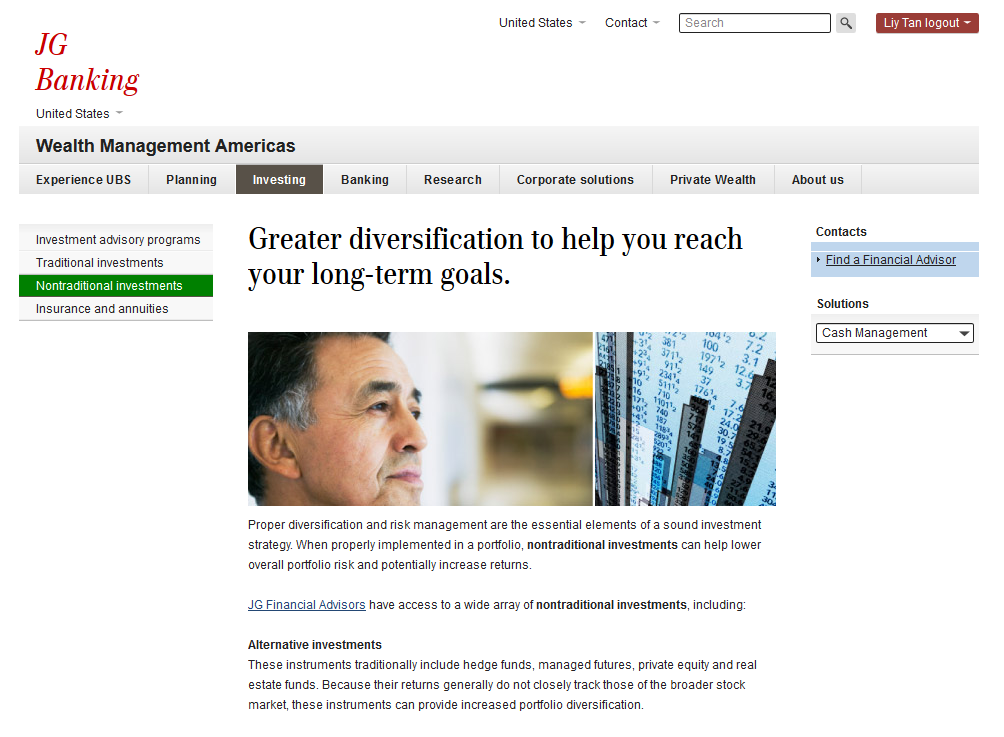 United States
Contact
Search
Liy Tan logout
JG
Banking
United States
Wealth Management Americas
Experience UBS
Planning
Investing
Banking
Research
Corporate solutions
Private Wealth
About us
Investment advisory programs
Traditional investments
Nontraditional investments
Insurance and annuities
Greater diversification to help you reach
your long-term goals.
Proper diversification and risk management are the essential elements of a sound investment
strategy. When properly implemented in a portfolio, nontraditional investments can help lower
overall portfolio risk and potentially increase returns.
JG Financial Advisors have access to a wide array of nontraditional investments, including:
Alternative investments
These instruments traditionally include hedge funds, managed futures, private equity and real
estate funds. Because their returns generally do not closely track those of the broader stock
market, these instruments can provide increased portfolio diversification.
Contacts
Find a Financial Advisor
Solutions
Cash Management